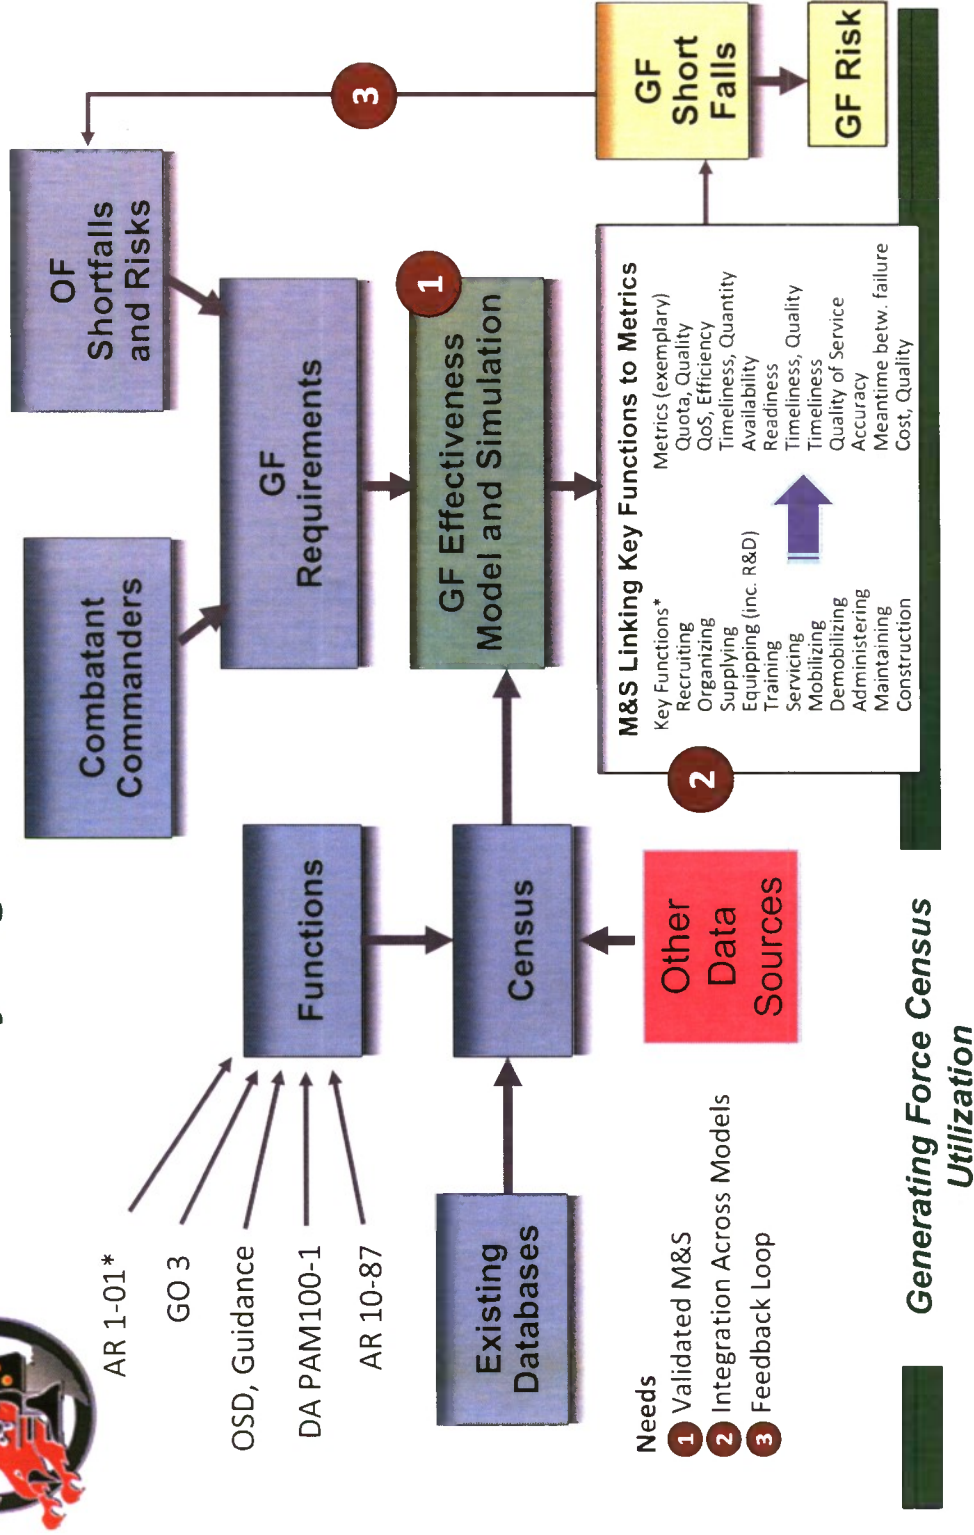 AR 1-01*
GO 3
OSD, Guidance
DA PAM100-1
AR 10-87
Functions
Combatant
Commanders
OF
Shortfalls
and Risks
GF
Requirements
3
Existing
Databases
Census
GF Effectiveness
Model and Simulation
1
GF
Short
Falls
GF Risk
Other
Data
Sources
2
M&S Linking Key Functions to Metrics
Key Functions*
Recruiting
Organizing
Supplying
Equipping (inc. R&D)
Training
Servicing
Mobilizing
Demobilizing
Administering
Maintaining
Construction
Metrics (exemplary)
Quota, Quality
QoS, Efficiency
Timeliness, Quantity
Availability
Readiness
Timeliness, Quality
Timeliness
Quality of Service
Accuracy
Meantime betw. failure
Cost, Quality
Needs
1 Validated M&S
2 Integration Across Models
3 Feedback Loop
Generating Force Census
Utilization